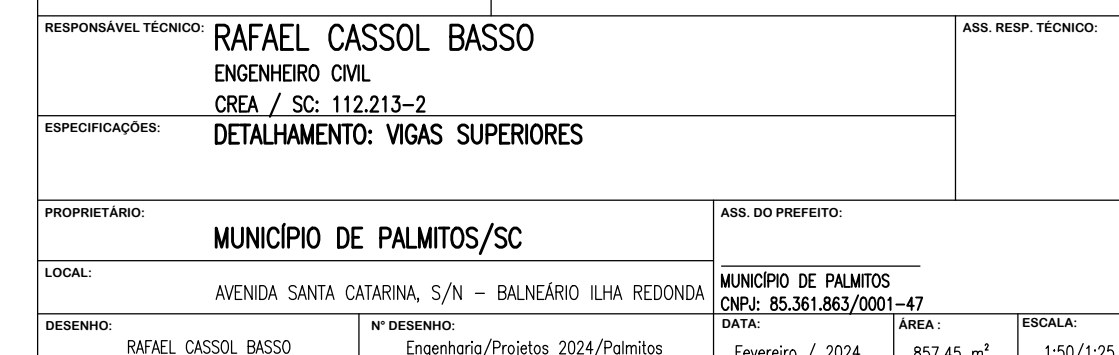 RESPONSÁVEL TÉCNICO: RAFAEL CASSOL BASSO
ENGENHEIRO CIVIL
CREA / SC: 112.213-2
ASS. RESP. TÉCNICO:
ESPECIFICAÇÕES: DETALHAMENTO: VIGAS SUPERIORES
PROPRIETÁRIO:
MUNICÍPIO DE PALMITOS/SC
ASS. DO PREFEITO:
MUNICÍPIO DE PALMITOS
CNPJ: 85.361.863/0001-47
LOCAL:
AVENIDA SANTA CATARINA, S/N - BALNEÁRIO ILHA REDONDA
DESENHO:
RAFAEL CASSOL BASSO
N° DESENHO:
Engenharia/Projetos 2024/Palmitos
DATA:
Fevereiro / 2024
ÁREA :
857,45 m²
ESCALA:
1:50/1:25